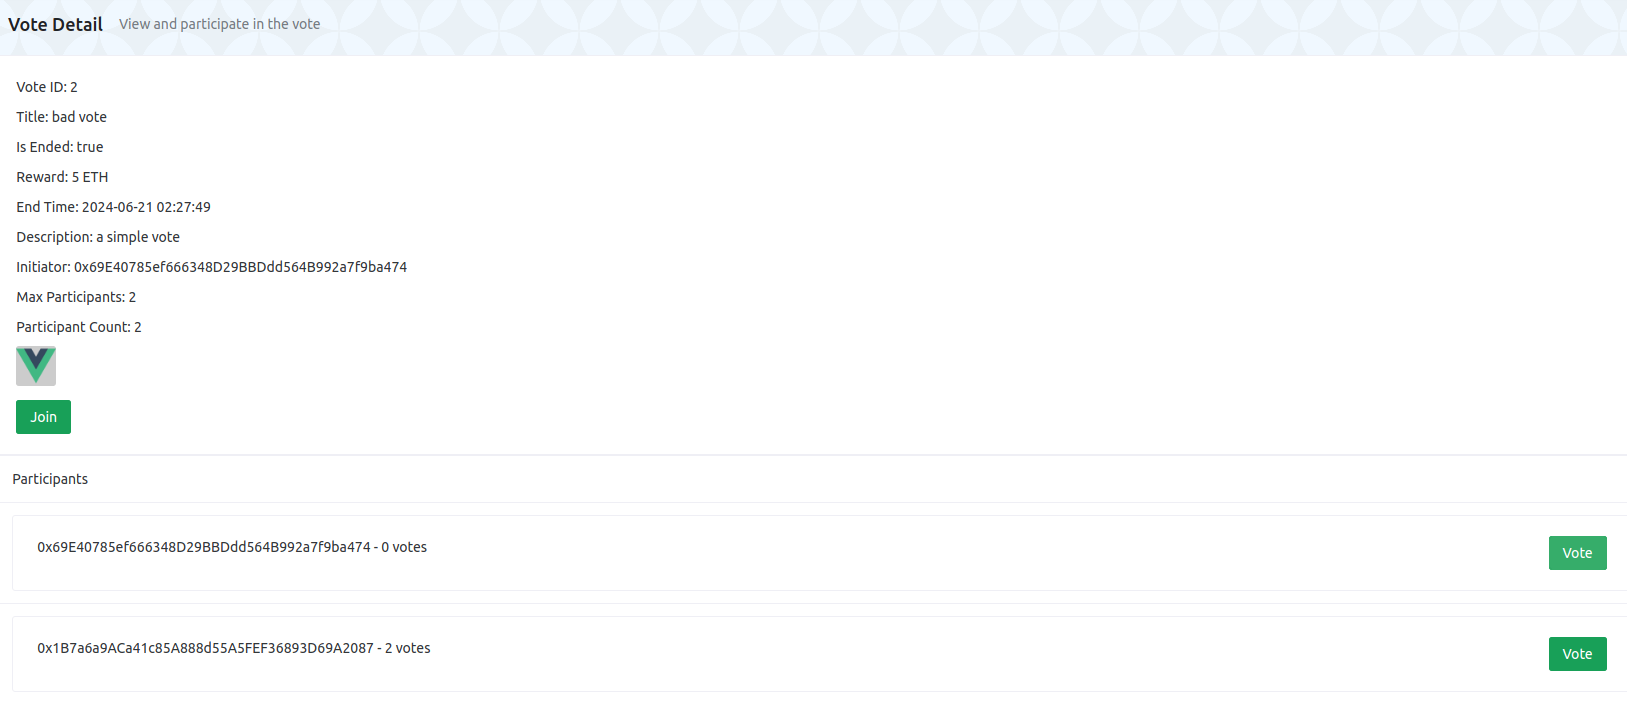 Vote Detail View and participate in the vote
Vote ID: 2
Title: bad vote
Is Ended: true
Reward: 5 ETH
End Time: 2024-06-21 02:27:49
Description: a simple vote
Initiator: 0x69E40785ef666348D29BBDdd564B992a7f9ba474
Max Participants: 2
Participant Count: 2
Join
Participants
0x69E40785ef666348D29BBDdd564B992a7f9ba474 - 0 votes
Vote
0x1B7a6a9ACa41c85A888d55A5FEF36893D69A2087 - 2 votes
Vote